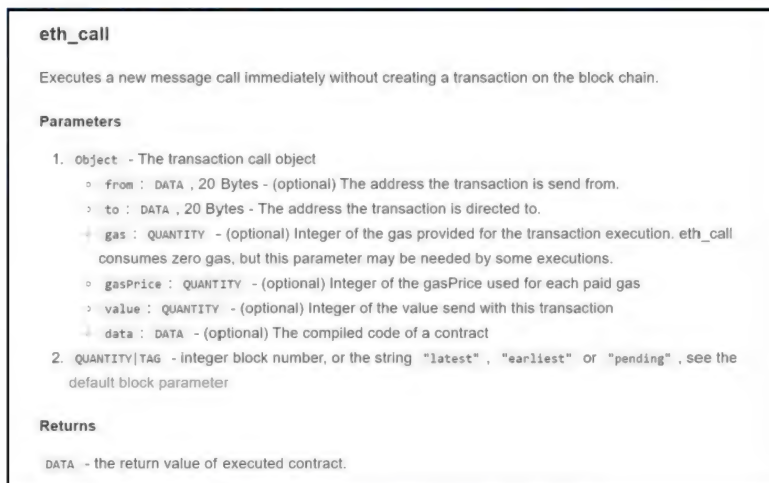 eth_call
Executes a new message call immediately without creating a transaction on the block chain.
Parameters
1. Object - The transaction call object
from : DATA , 20 Bytes - (optional) The address the transaction is send from.
to : DATA , 20 Bytes - The address the transaction is directed to.
gas : QUANTITY - (optional) Integer of the gas provided for the transaction execution. eth_call
consumes zero gas, but this parameter may be needed by some executions.
gasPrice : QUANTITY - (optional) Integer of the gasPrice used for each paid gas
value : QUANTITY - (optional) Integer of the value send with this transaction
data : DATA - (optional) The compiled code of a contract
2. QUANTITY|TAG - integer block number, or the string "latest" , "earliest" or "pending" , see the
default block parameter
Returns
DATA - the return value of executed contract.